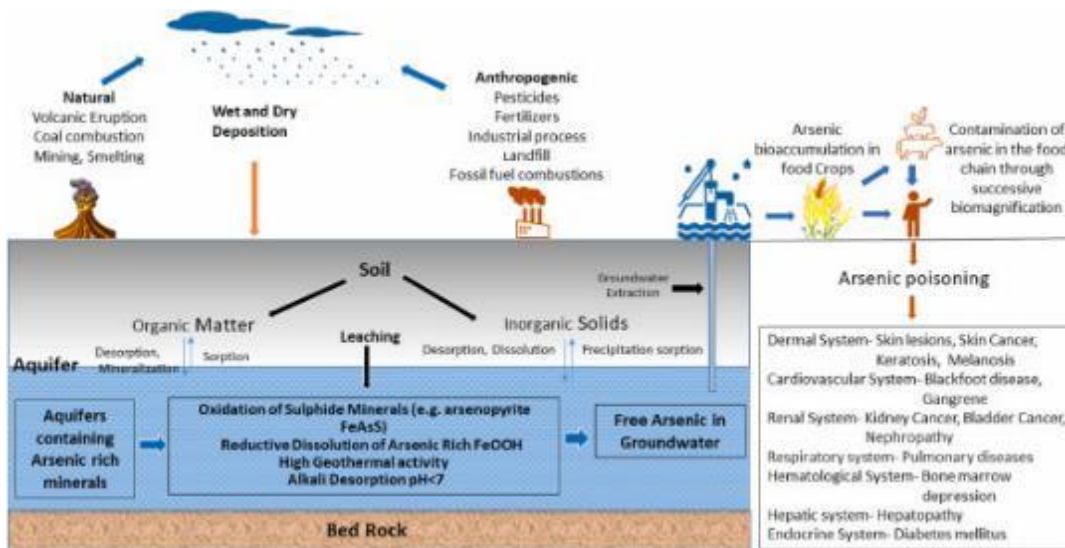 Natural
Volcanic Eruption
Coal combustion
Mining, Smelting
Wet and Dry
Deposition
Anthropogenic
Pesticides
Fertilizers
Industrial process
Landfill
Fossil fuel combustions
Arsenic
bioaccumulation in
food Crops
Contamination of
arsenic in the food
chain through
successive
biomagnification
Soil
Groundwater
Extraction
Arsenic poisoning
Organic Matter
Inorganic Solids
Leaching
Desorption,
Mineralization
Sorption
Desorption, Dissolution
Precipitation sorption
Aquifer
Aquifers
containing
Arsenic rich
minerals
Oxidation of Sulphide Minerals (e.g. arsenopyrite
FeAsS)
Reductive Dissolution of Arsenic Rich FeOOH
High Geothermal activity
Alkali Desorption pH<7
Free Arsenic in
Groundwater
Bed Rock
Dermal System- Skin lesions, Skin Cancer,
Keratosis, Melanosis
Cardiovascular System- Blackfoot disease,
Gangrene
Renal System- Kidney Cancer, Bladder Cancer,
Nephropathy
Respiratory system- Pulmonary diseases
Hematological System- Bone marrow
depression
Hepatic system- Hepatopathy
Endocrine System- Diabetes mellitus